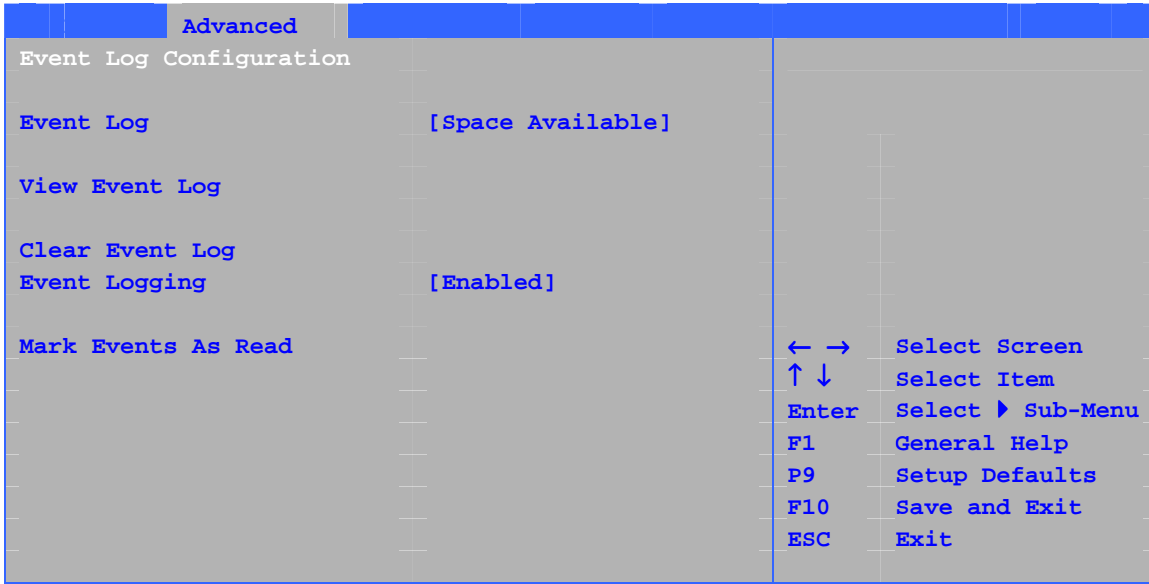 Advanced
Event Log Configuration
Event Log [Space Available]
View Event Log
Clear Event Log
Event Logging [Enabled]
Mark Events As Read
← → Select Screen
↑ ↓ Select Item
Enter Select ▶ Sub-Menu
F1 General Help
P9 Setup Defaults
F10 Save and Exit
ESC Exit